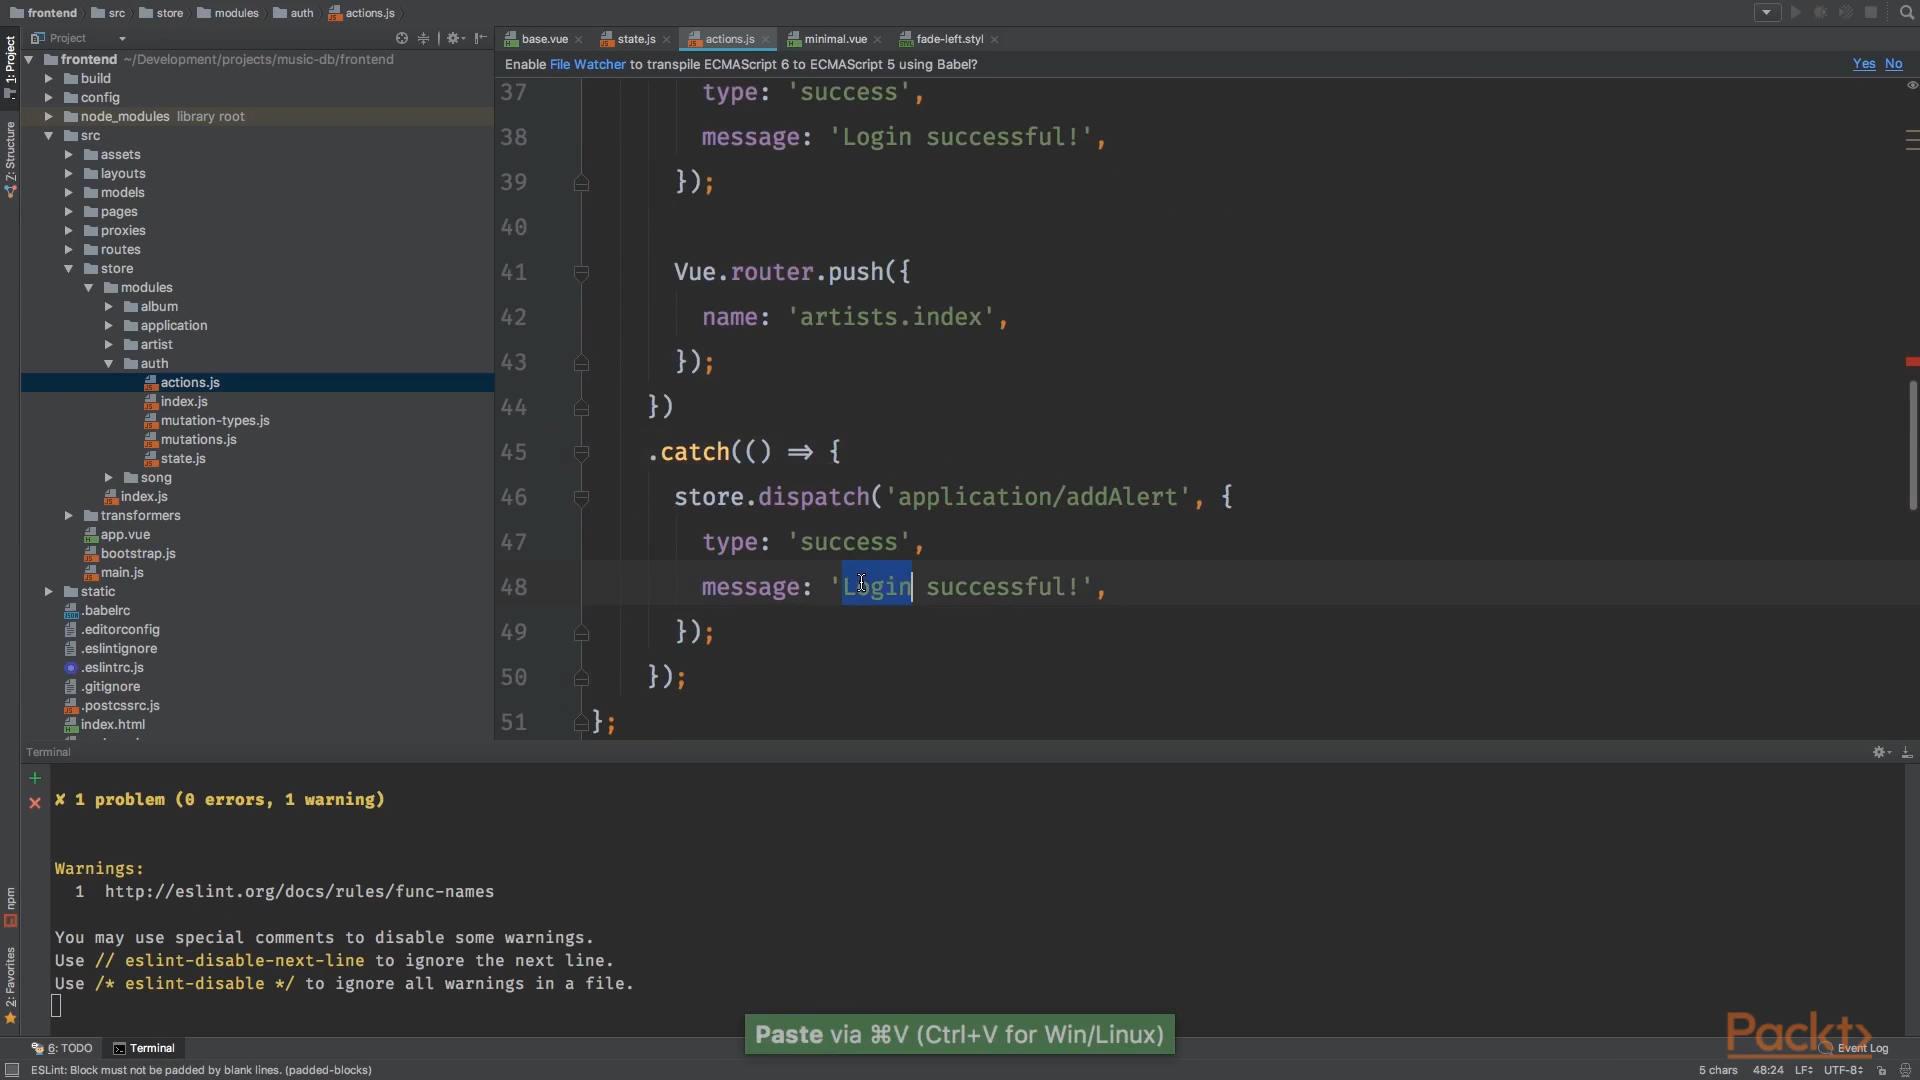 frontend src store modules auth actions.js
1: Project
Z: Structure
npm
2: Favorites
Project
frontend ~/Development/projects/music-db/frontend
build
config
node_modules library root
src
assets
layouts
models
pages
proxies
routes
store
modules
album
application
artist
auth
actions.js
index.js
mutation-types.js
mutations.js
state.js
song
index.js
transformers
app.vue
bootstrap.js
main.js
static
.babelrc
.editorconfig
.eslintignore
.eslintrc.js
.gitignore
.postcssrc.js
index.html
base.vue state.js actions.js minimal.vue fade-left.styl
Enable File Watcher to transpile ECMAScript 6 to ECMAScript 5 using Babel? Yes No
37 type: 'success',
38 message: 'Login successful!',
39 });
40
41 Vue.router.push({
42 name: 'artists.index',
43 });
44 })
45 .catch(() ⇒ {
46 store.dispatch('application/addAlert', {
47 type: 'success',
48 message: 'Login successful!',
49 });
50 });
51 };
Terminal
✘ 1 problem (0 errors, 1 warning)
Warnings:
1 http://eslint.org/docs/rules/func-names
You may use special comments to disable some warnings.
Use // eslint-disable-next-line to ignore the next line.
Use /* eslint-disable */ to ignore all warnings in a file.
Paste via ⌘V (Ctrl+V for Win/Linux)
Packt>
6: TODO Terminal Event Log
ESLint: Block must not be padded by blank lines. (padded-blocks) 5 chars 48:24 LF÷ UTF-8÷